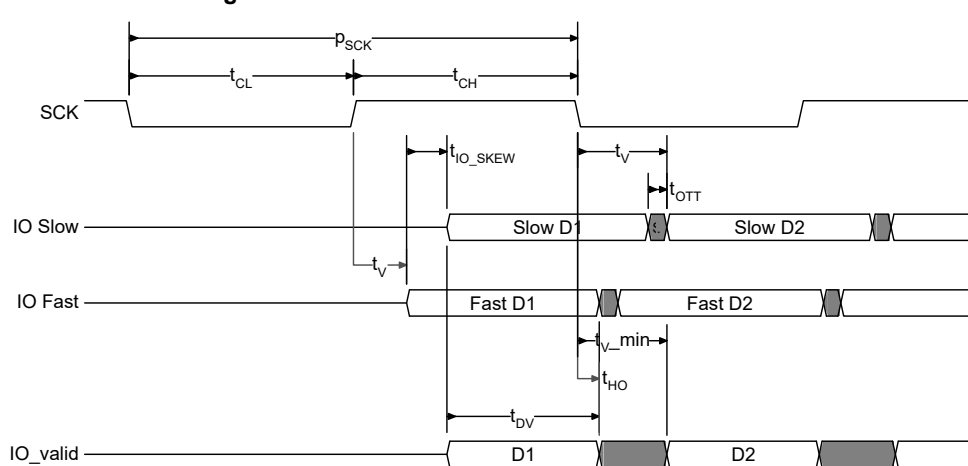 pSCK
tCL tCH
SCK
tIO_SKEW tV
tOTT
IO Slow Slow D1 Slow D2
tV
IO Fast Fast D1 Fast D2
tV_min
tHO
tDV
IO_valid D1 D2